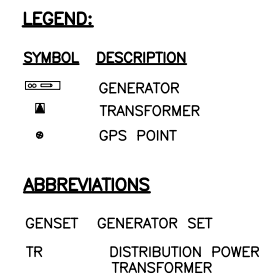 LEGEND:
SYMBOL DESCRIPTION
GENERATOR
TRANSFORMER
GPS POINT
ABBREVIATIONS
GENSET GENERATOR SET
TR DISTRIBUTION POWER
TRANSFORMER